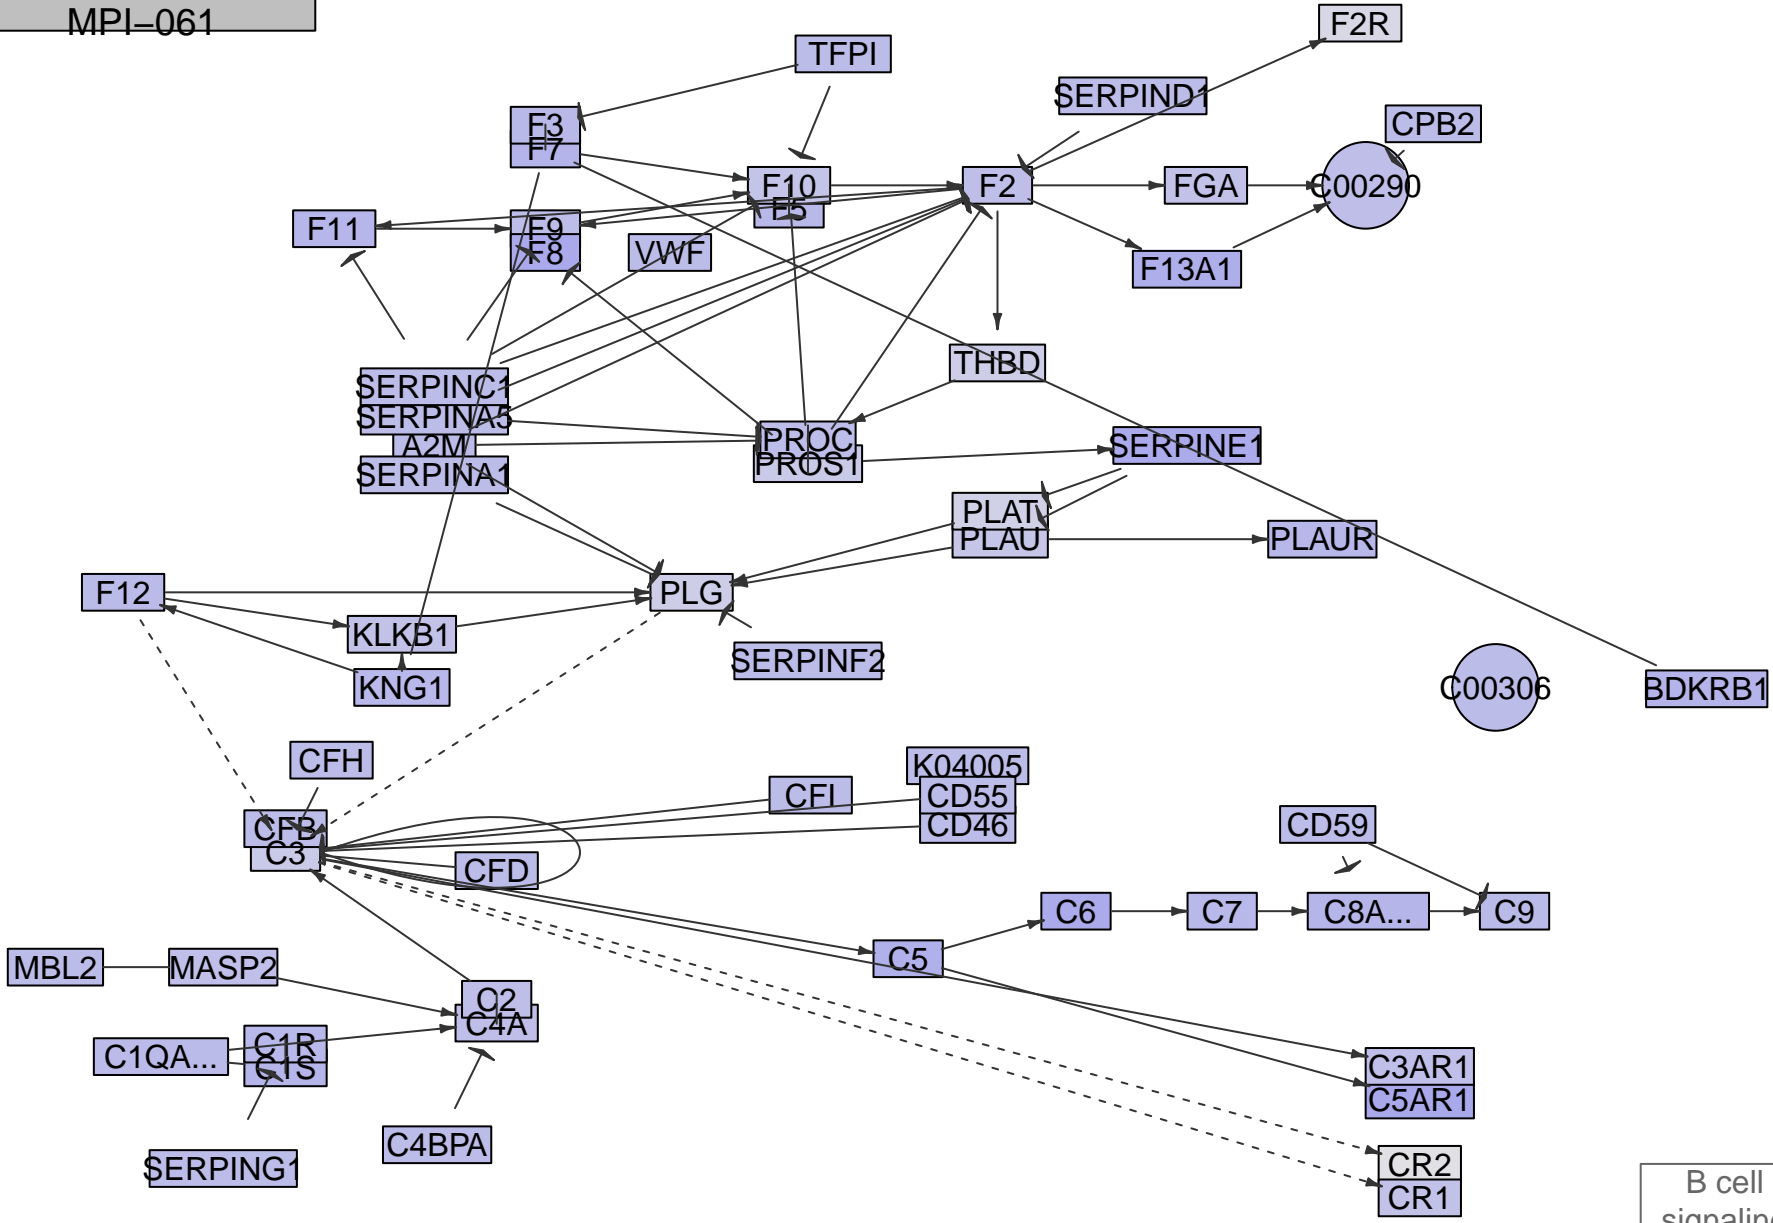 MPI–061
F2R
TFPI
SERPIND1
CPB2
F3
F7
F10
F5
F2
FGA
C00290
F11
F9
F8
VWF
F13A1
THBD
SERPINC1
SERPINA5
A2M
SERPINA1
PROC
PROS1
SERPINE1
PLAT
PLAU
PLAUR
F12
PLG
KLKB1
KNG1
SERPINF2
C00306
BDKRB1
CFH
K04005
CFI
CD55
CD46
CFB
C3
CFD
CD59
C6
C7
C8A...
C9
C5
MBL2
MASP2
C2
C4A
C1QA...
C1R
C1S
C3AR1
C5AR1
C4BPA
SERPING1
CR2
CR1
B cell
signaling